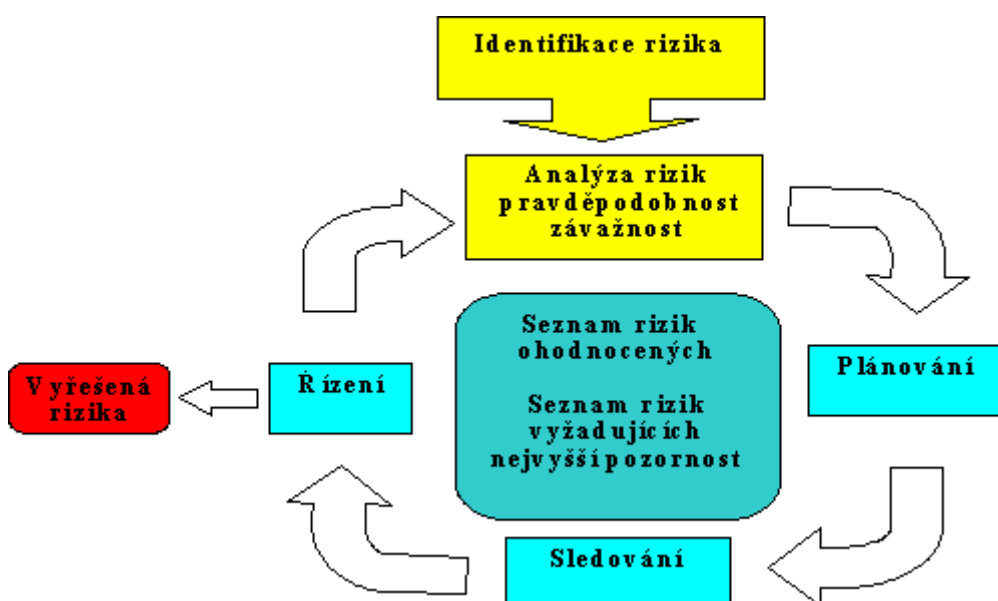 Identifikace rizika
Analýza rizik
pravděpodobnost
závažnost
Seznam rizik
ohodnocených
Seznam rizik
vyžadujících
nejvyšší pozornost
Plánování
Řízení
Vyřešená
rizika
Sledování